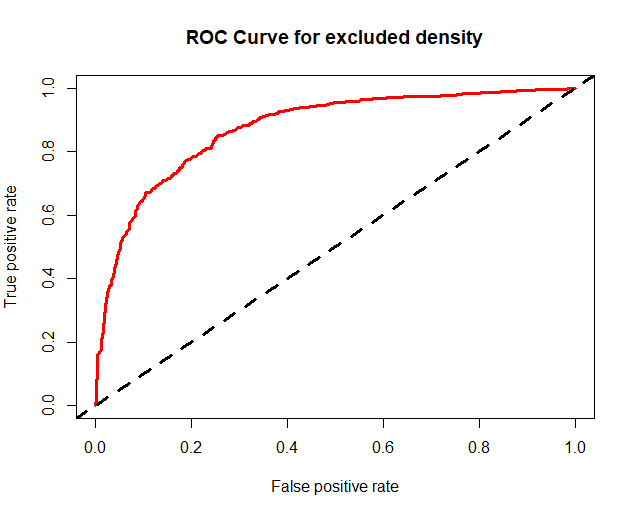 ROC Curve for excluded density
True positive rate
1.0
0.8
0.6
0.4
0.2
0.0
0.0 0.2 0.4 0.6 0.8 1.0
False positive rate